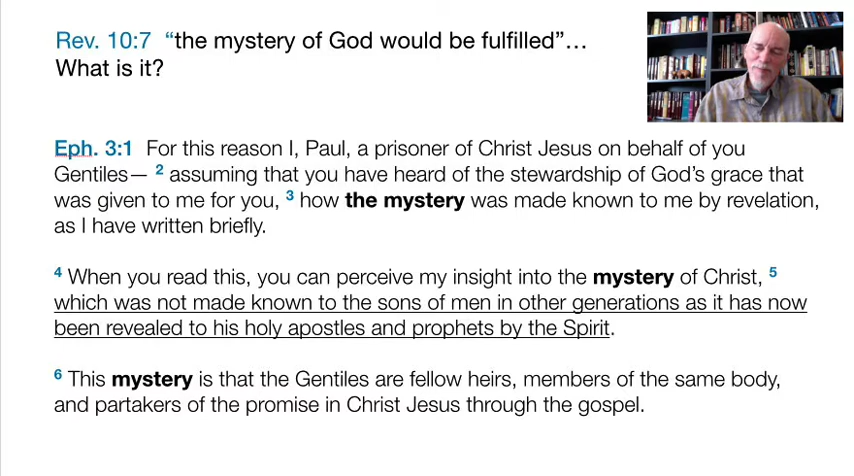 Rev. 10:7 “the mystery of God would be fulfilled”…
What is it?
Eph. 3:1 For this reason I, Paul, a prisoner of Christ Jesus on behalf of you
Gentiles— 2 assuming that you have heard of the stewardship of God’s grace that
was given to me for you, 3 how the mystery was made known to me by revelation,
as I have written briefly.
4 When you read this, you can perceive my insight into the mystery of Christ, 5
which was not made known to the sons of men in other generations as it has now
been revealed to his holy apostles and prophets by the Spirit.
6 This mystery is that the Gentiles are fellow heirs, members of the same body,
and partakers of the promise in Christ Jesus through the gospel.